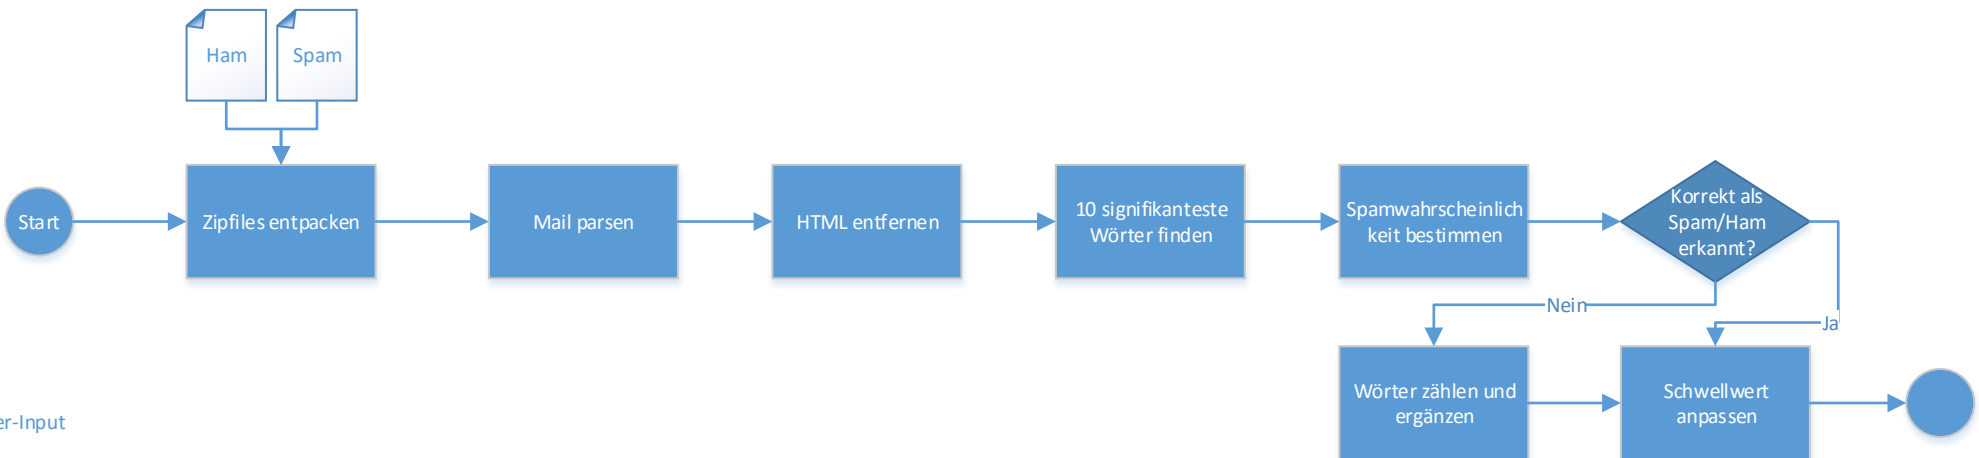 Ham
Spam
Start
Zipfiles entpacken
Mail parsen
HTML entfernen
10 signifikanteste
Wörter finden
Spamwahrscheinlich
keit bestimmen
Korrekt als
Spam/Ham
erkannt?
Nein
Ja
Wörter zählen und
ergänzen
Schwellwert
anpassen
er-Input